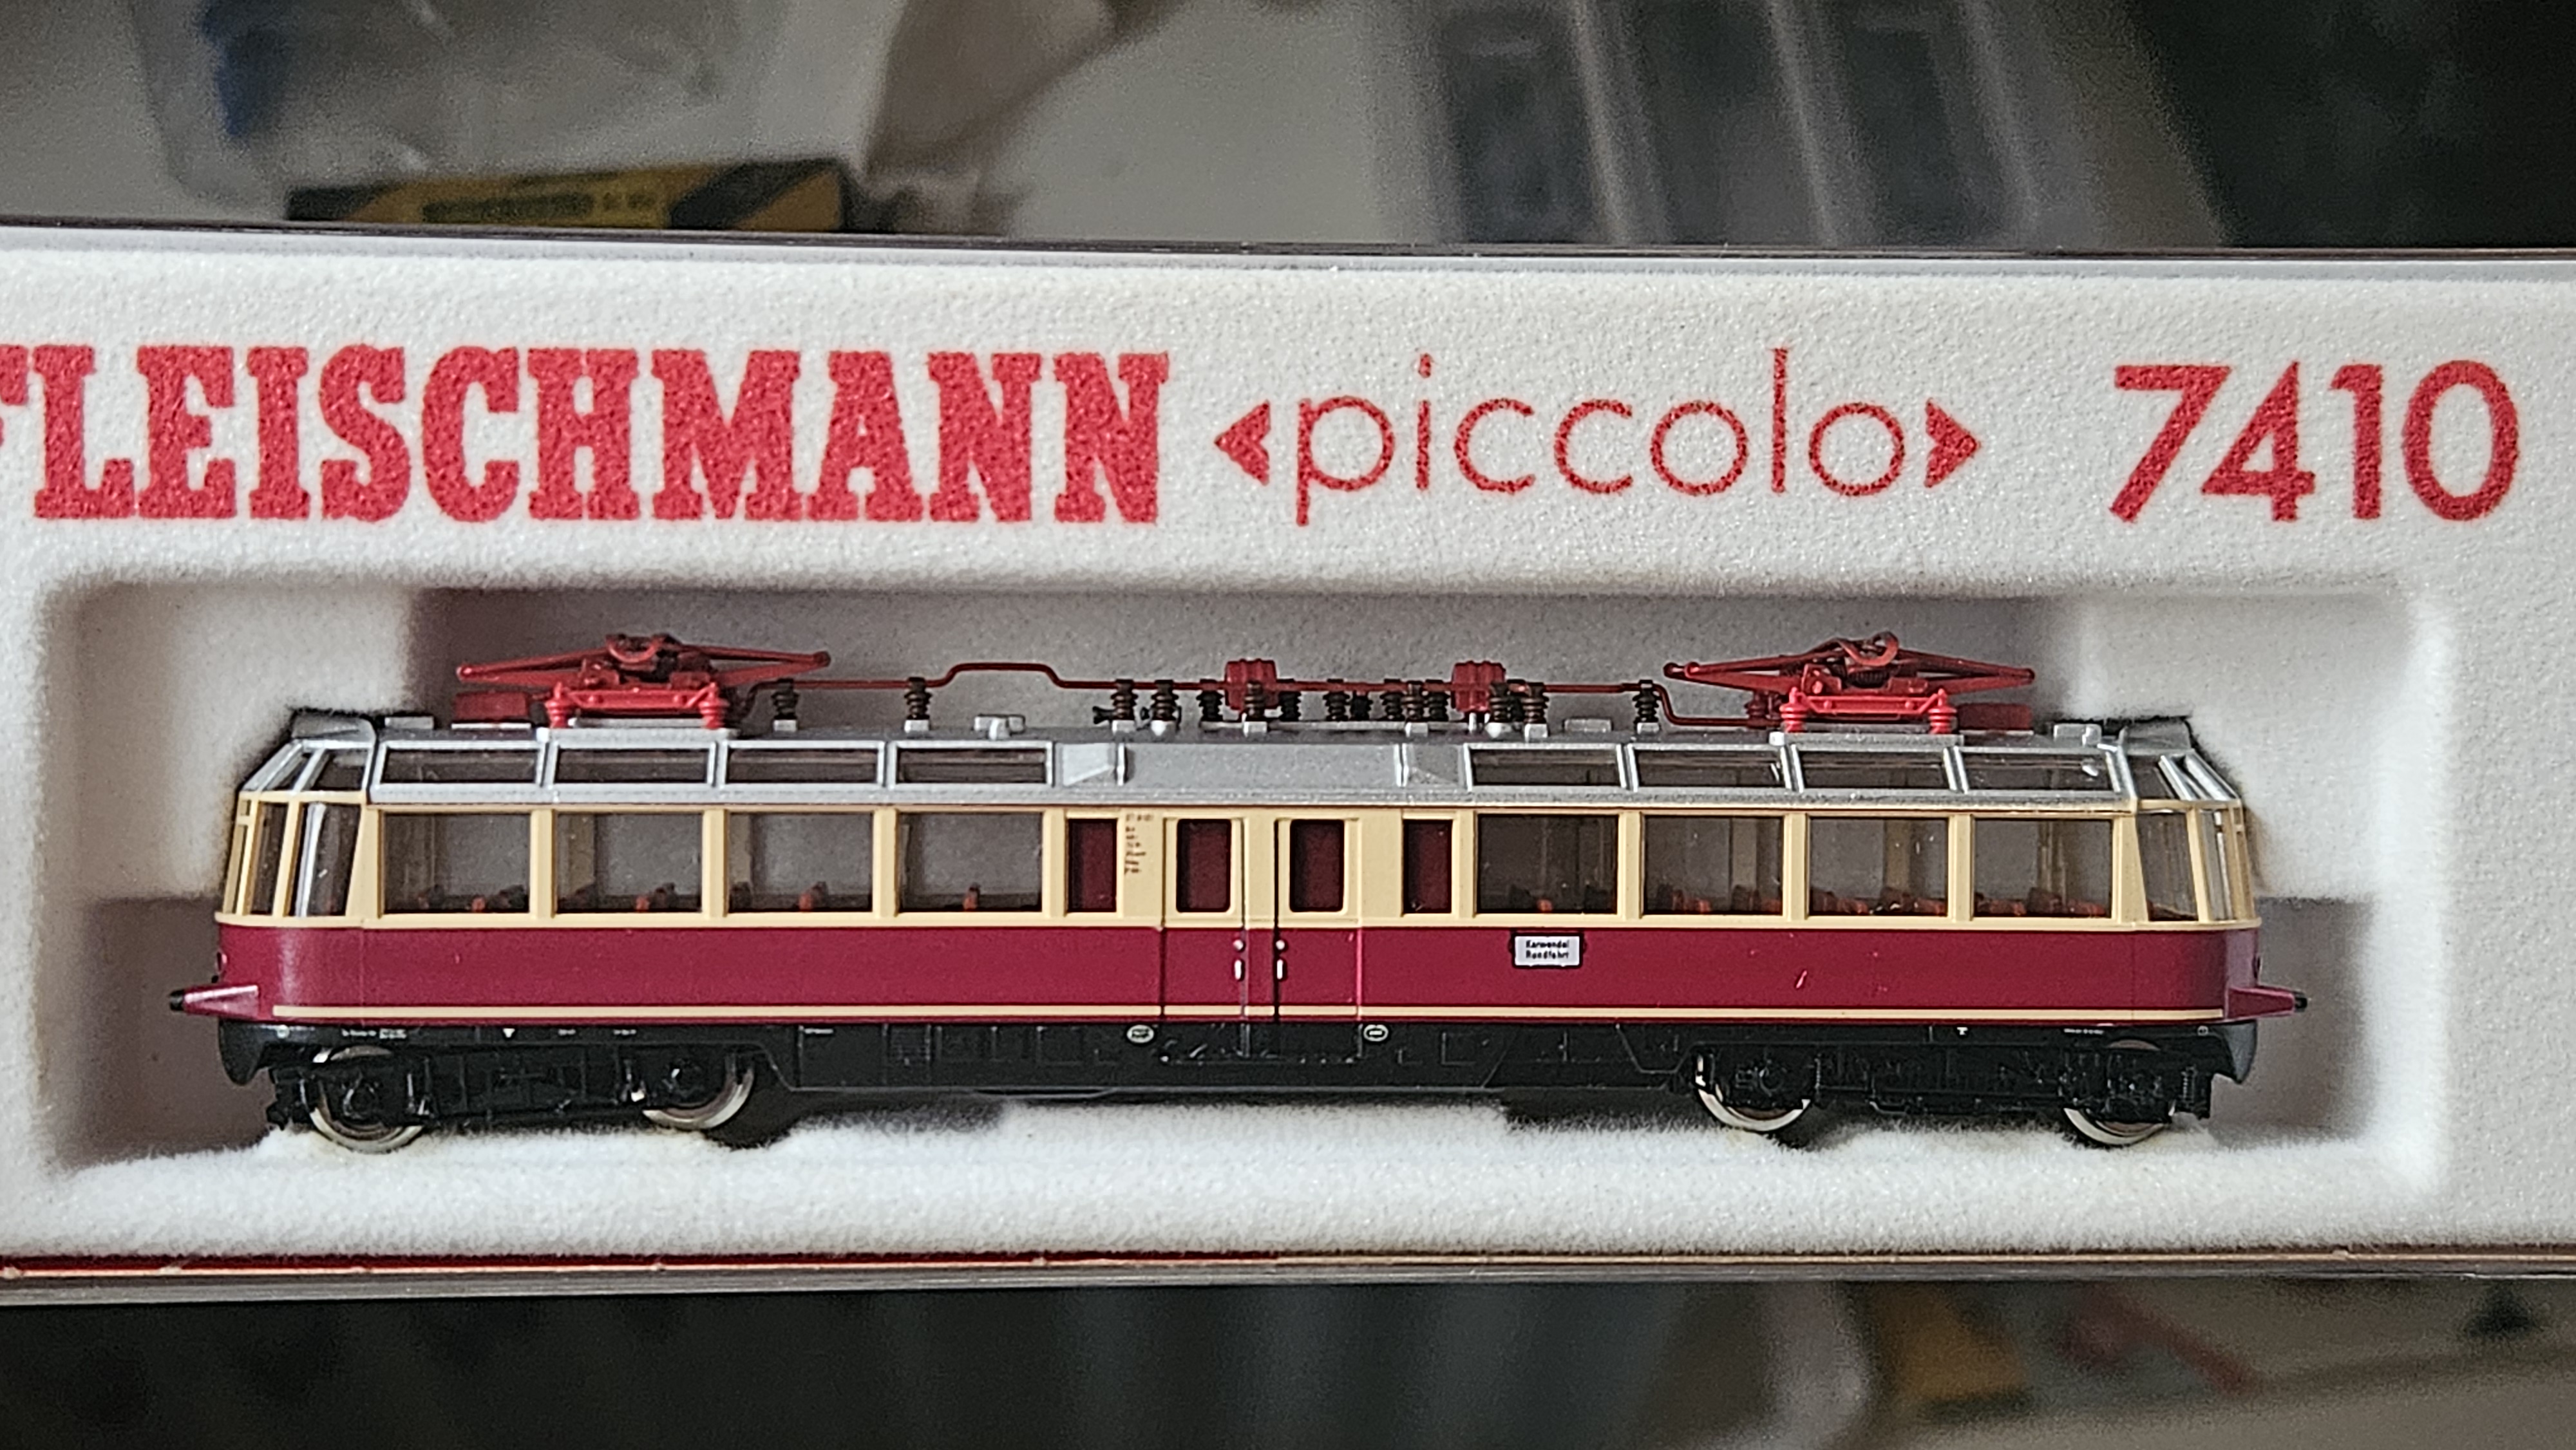 FLEISCHMANN piccolo 7410
Karwendel
Rundfahrt